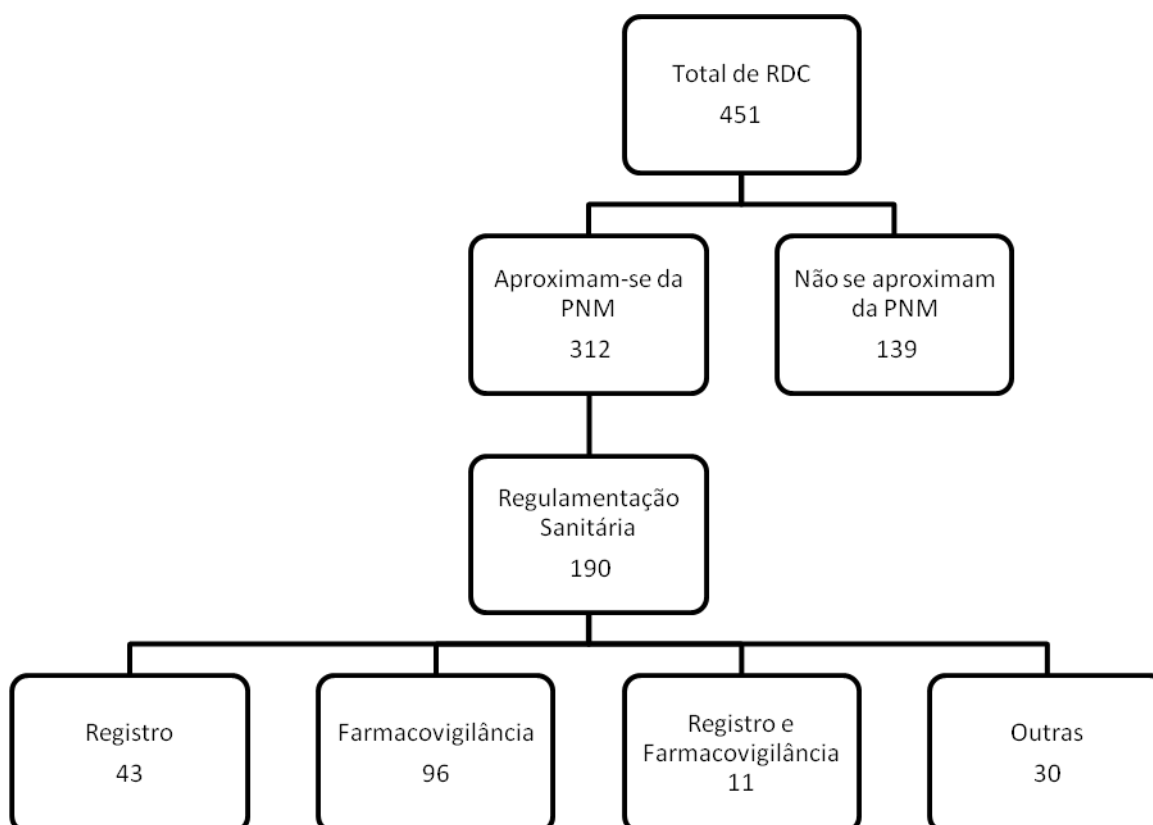 Total de RDC
451
Aproximam-se da
PNM
312
Não se aproximam
da PNM
139
Regulamentação
Sanitária
190
Registro
43
Farmacovigilância
96
Registro e
Farmacovigilância
11
Outras
30